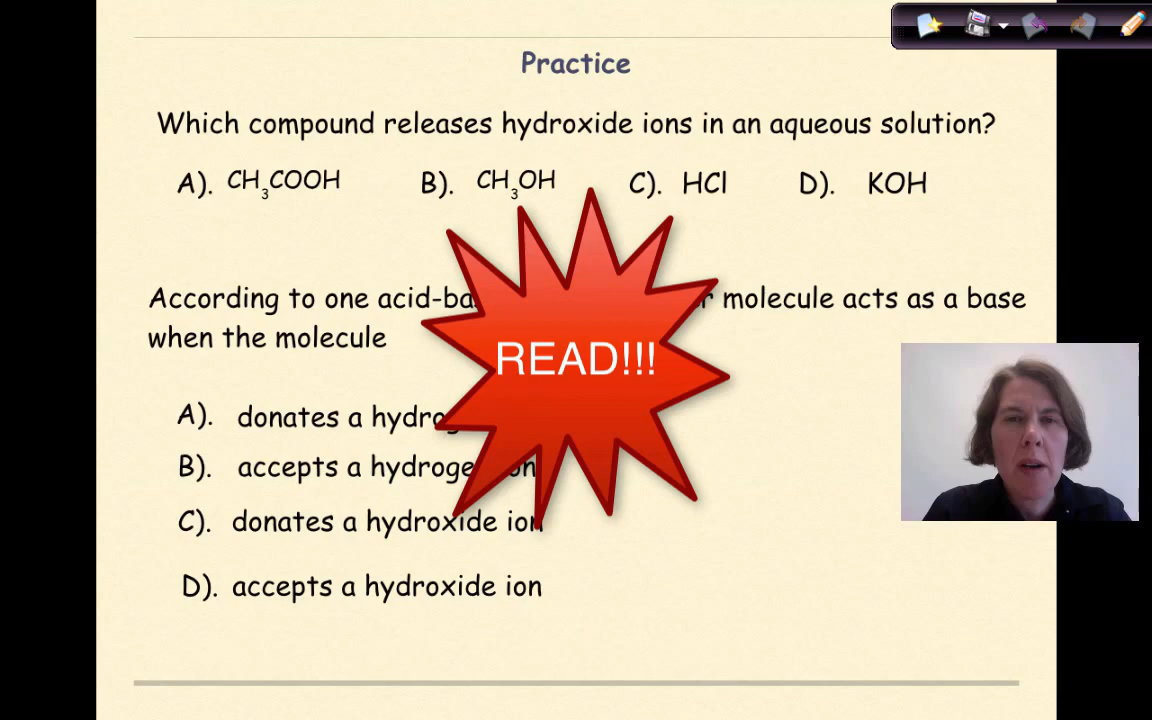 Practice
Which compound releases hydroxide ions in an aqueous solution?
A). CH₃COOH B). CH₃OH C). HCl D). KOH
According to one acid-ba molecule acts as a base
when the molecule
READ!!!
A). donates a hydro
B). accepts a hydroge on
C). donates a hydroxide ion
D). accepts a hydroxide ion